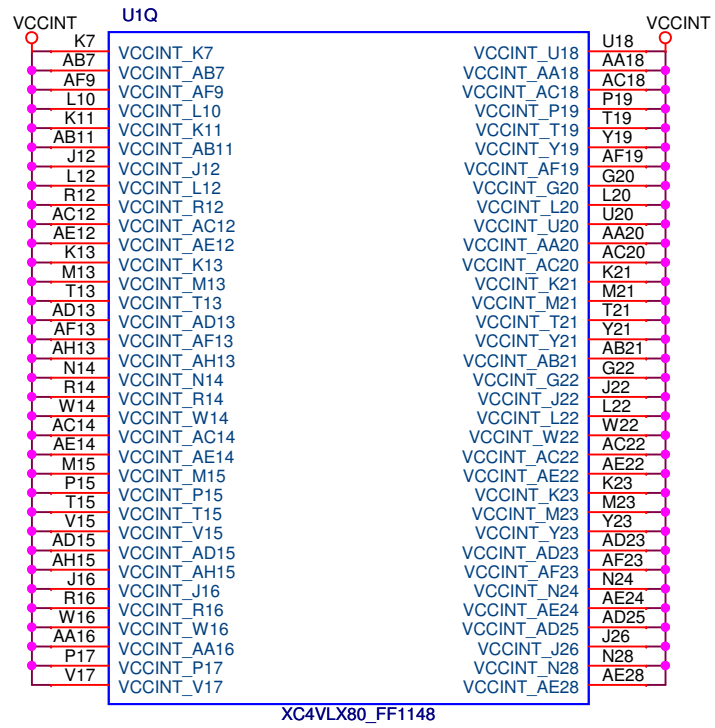 U1Q
VCCINT VCCINT
K7 VCCINT_K7 VCCINT_U18 U18
AB7 VCCINT_AB7 VCCINT_AA18 AA18
AF9 VCCINT_AF9 VCCINT_AC18 AC18
L10 VCCINT_L10 VCCINT_P19 P19
K11 VCCINT_K11 VCCINT_T19 T19
AB11 VCCINT_AB11 VCCINT_Y19 Y19
J12 VCCINT_J12 VCCINT_AF19 AF19
L12 VCCINT_L12 VCCINT_G20 G20
R12 VCCINT_R12 VCCINT_L20 L20
AC12 VCCINT_AC12 VCCINT_U20 U20
AE12 VCCINT_AE12 VCCINT_AA20 AA20
K13 VCCINT_K13 VCCINT_AC20 AC20
M13 VCCINT_M13 VCCINT_K21 K21
T13 VCCINT_T13 VCCINT_M21 M21
AD13 VCCINT_AD13 VCCINT_T21 T21
AF13 VCCINT_AF13 VCCINT_Y21 Y21
AH13 VCCINT_AH13 VCCINT_AB21 AB21
N14 VCCINT_N14 VCCINT_G22 G22
R14 VCCINT_R14 VCCINT_J22 J22
W14 VCCINT_W14 VCCINT_L22 L22
AC14 VCCINT_AC14 VCCINT_W22 W22
AE14 VCCINT_AE14 VCCINT_AC22 AC22
M15 VCCINT_M15 VCCINT_AE22 AE22
P15 VCCINT_P15 VCCINT_K23 K23
T15 VCCINT_T15 VCCINT_M23 M23
V15 VCCINT_V15 VCCINT_Y23 Y23
AD15 VCCINT_AD15 VCCINT_AD23 AD23
AH15 VCCINT_AH15 VCCINT_AF23 AF23
J16 VCCINT_J16 VCCINT_N24 N24
R16 VCCINT_R16 VCCINT_AE24 AE24
W16 VCCINT_W16 VCCINT_AD25 AD25
AA16 VCCINT_AA16 VCCINT_J26 J26
P17 VCCINT_P17 VCCINT_N28 N28
V17 VCCINT_V17 VCCINT_AE28 AE28
XC4VLX80_FF1148